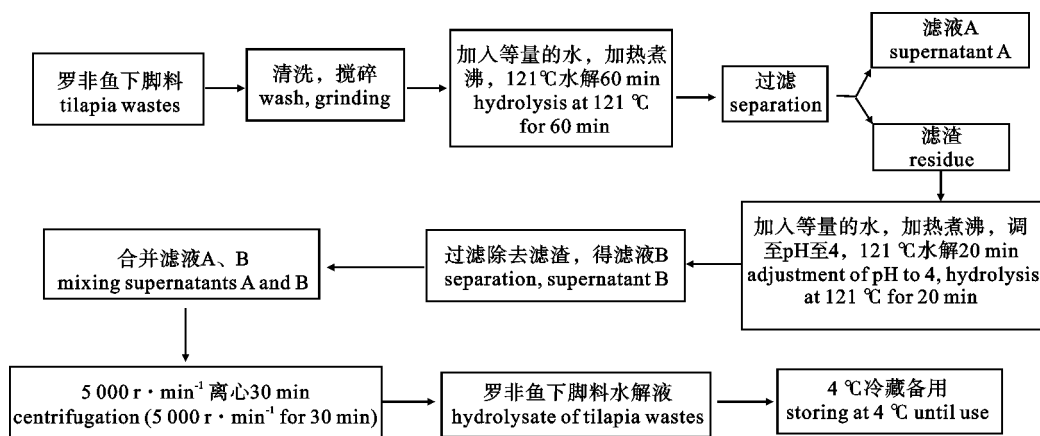 罗非鱼下脚料
tilapia wastes
清洗，搅碎
wash, grinding
加入等量的水，加热煮
沸，121℃水解60 min
hydrolysis at 121 ℃
for 60 min
过滤
separation
滤液A
supernatant A
滤渣
residue
加入等量的水，加热煮沸，调
至pH至4，121 ℃水解20 min
adjustment of pH to 4, hydrolysis
at 121 ℃ for 20 min
过滤除去滤渣，得滤液B
separation, supernatant B
合并滤液A、B
mixing supernatants A and B
5 000 r · min⁻¹ 离心30 min
centrifugation (5 000 r · min⁻¹ for 30 min)
罗非鱼下脚料水解液
hydrolysate of tilapia wastes
4 ℃冷藏备用
storing at 4 ℃ until use